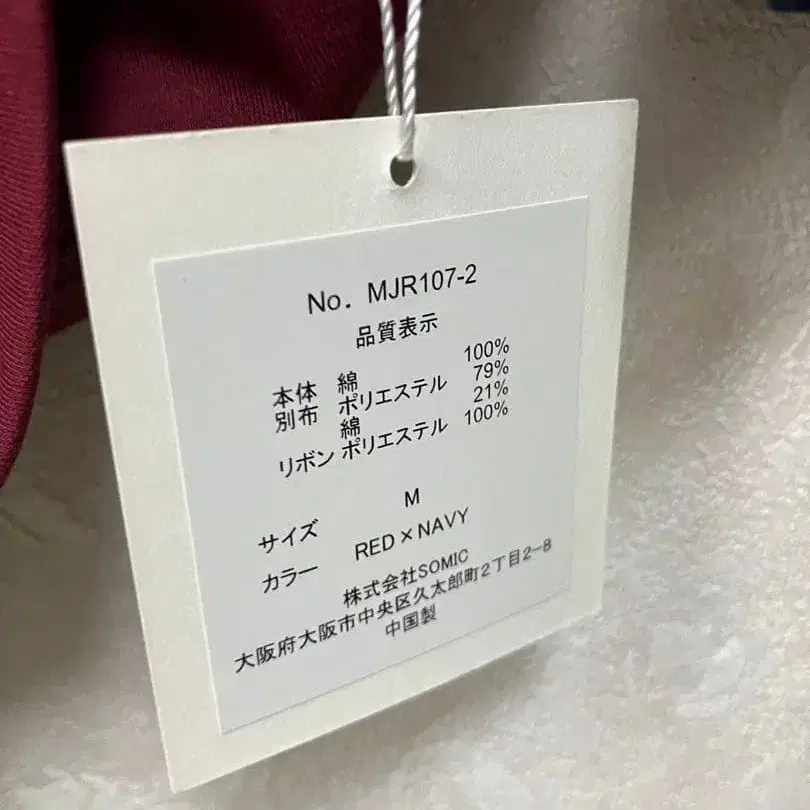 No. MJR107-2
品質表示
本体 綿 100%
別布 ポリエステル 79%
綿 21%
リボン ポリエステル 100%
サイズ M
カラー RED×NAVY
株式会社SOMIC
大阪府大阪市中央区久太郎町2丁目2-8
中国製